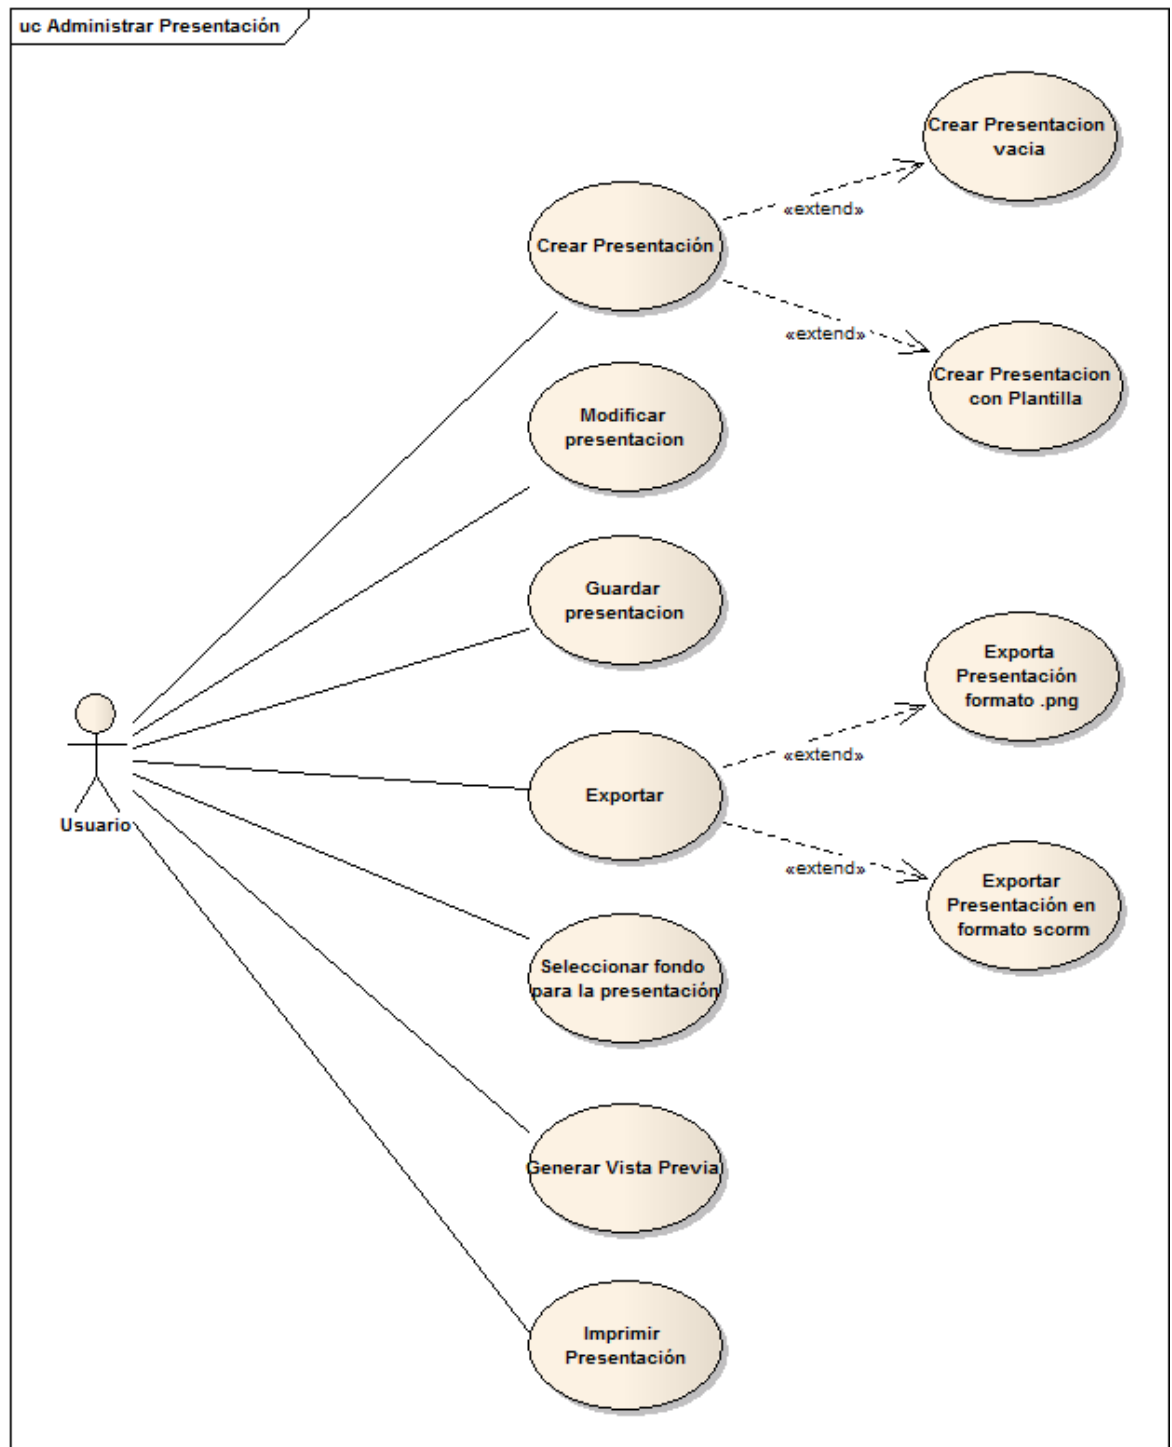 uc Administrar Presentación
Crear Presentacion
vacia
«extend»
Crear Presentación
«extend»
Crear Presentacion
con Plantilla
Modificar
presentacion
Guardar
presentacion
Exporta
Presentación
formato .png
«extend»
Exportar
Usuario
«extend»
Exportar
Presentación en
formato scorm
Seleccionar fondo
para la presentación
Generar Vista Previa
Imprimir
Presentación